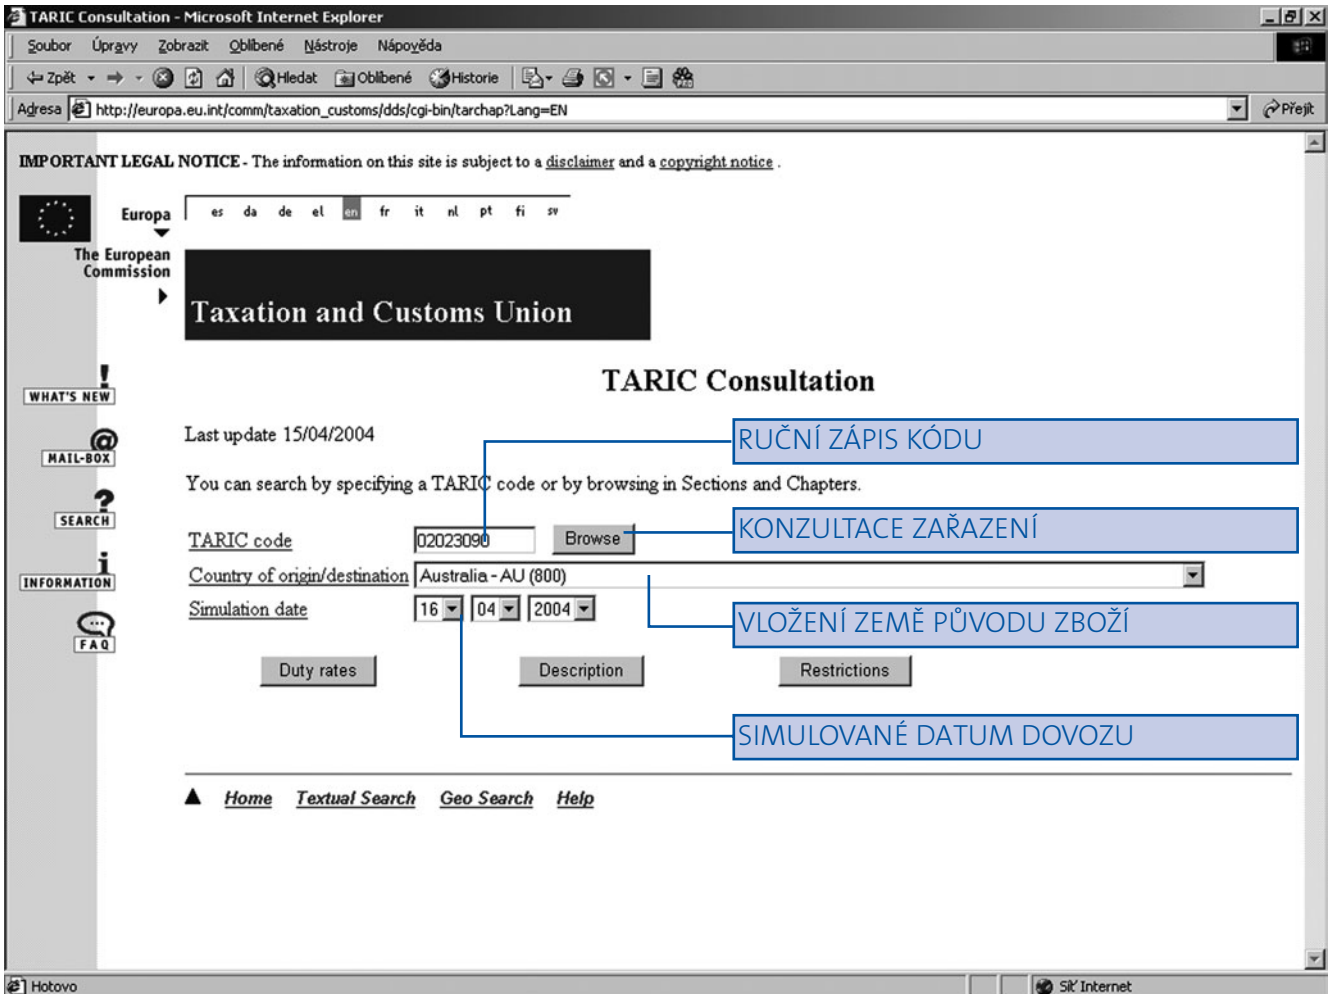 TARIC Consultation - Microsoft Internet Explorer
Soubor Úpravy Zobrazit Oblíbené Nástroje Nápověda
Zpět Hledat Oblíbené Historie
Adresa http://europa.eu.int/comm/taxation_customs/dds/cgi-bin/tarchap?Lang=EN Přejít
IMPORTANT LEGAL NOTICE - The information on this site is subject to a disclaimer and a copyright notice .
Europa es da de el en fr it nl pt fi sv
The European
Commission
Taxation and Customs Union
TARIC Consultation
WHAT'S NEW
Last update 15/04/2004
RUČNÍ ZÁPIS KÓDU
MAIL-BOX
You can search by specifying a TARIC code or by browsing in Sections and Chapters.
SEARCH
TARIC code 02023090 Browse
KONZULTACE ZAŘAZENÍ
INFORMATION
Country of origin/destination Australia - AU (800)
Simulation date 16 04 2004
VLOŽENÍ ZEMĚ PŮVODU ZBOŽÍ
FAQ
Duty rates Description Restrictions
SIMULOVANÉ DATUM DOVOZU
Home Textual Search Geo Search Help
Hotovo Síť Internet